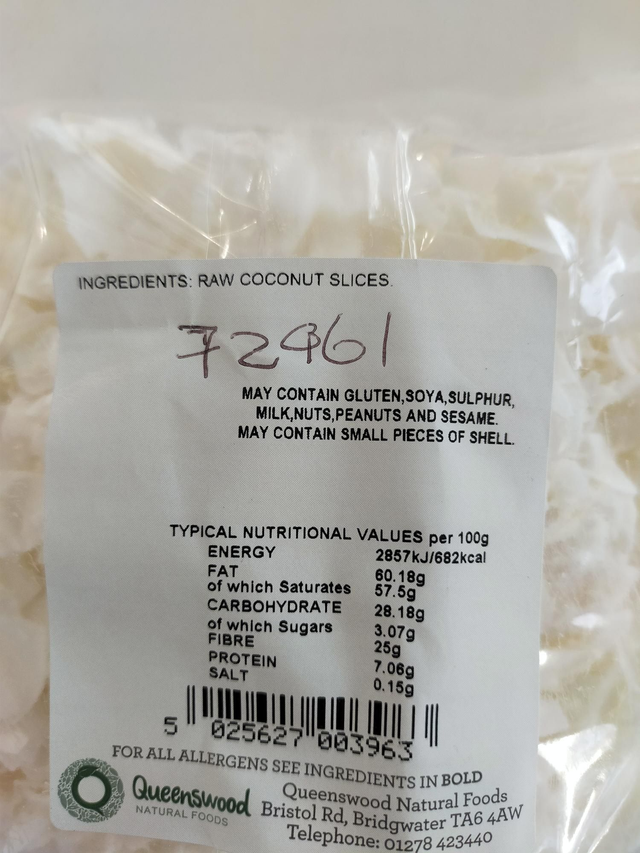 INGREDIENTS: RAW COCONUT SLICES.
72461
MAY CONTAIN GLUTEN,SOYA,SULPHUR,
MILK,NUTS,PEANUTS AND SESAME.
MAY CONTAIN SMALL PIECES OF SHELL.
TYPICAL NUTRITIONAL VALUES per 100g
ENERGY 2857kJ/682kcal
FAT 60.18g
of which Saturates 57.5g
CARBOHYDRATE 28.18g
of which Sugars 3.07g
FIBRE 25g
PROTEIN 7.06g
SALT 0.15g
5 025627 003963
FOR ALL ALLERGENS SEE INGREDIENTS IN BOLD
Queenswood
NATURAL FOODS
Queenswood Natural Foods
Bristol Rd, Bridgwater TA6 4AW
Telephone: 01278 423440